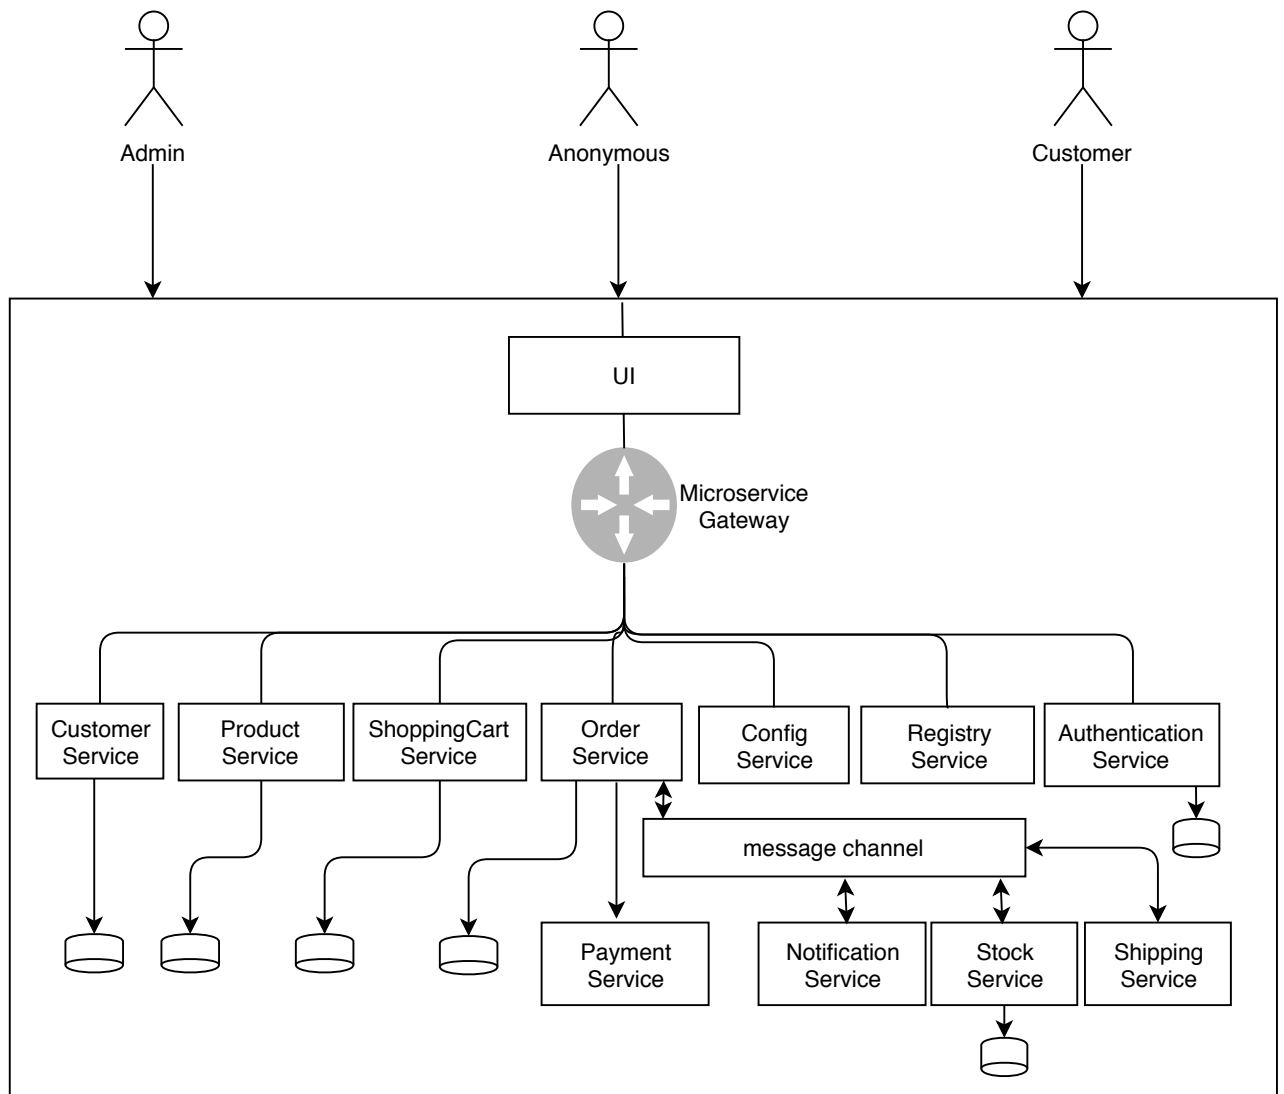 Admin
Anonymous
Customer
UI
Microservice
Gateway
Customer
Service
Product
Service
ShoppingCart
Service
Order
Service
Config
Service
Registry
Service
Authentication
Service
message channel
Payment
Service
Notification
Service
Stock
Service
Shipping
Service